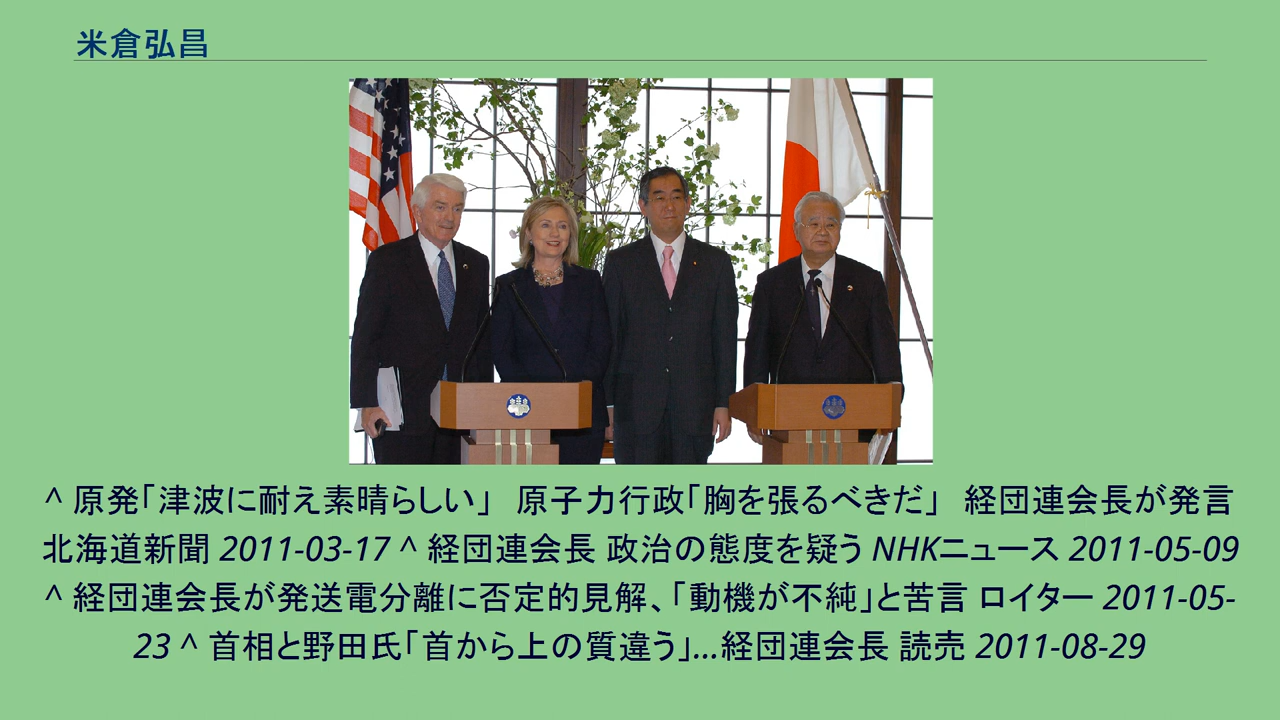 米倉弘昌
^ 原発「津波に耐え素晴らしい」 原子力行政「胸を張るべきだ」 経団連会長が発言
北海道新聞 2011-03-17 ^ 経団連会長 政治の態度を疑う NHKニュース 2011-05-09
^ 経団連会長が発送電分離に否定的見解、「動機が不純」と苦言 ロイター 2011-05-
23 ^ 首相と野田氏「首から上の質違う」…経団連会長 読売 2011-08-29